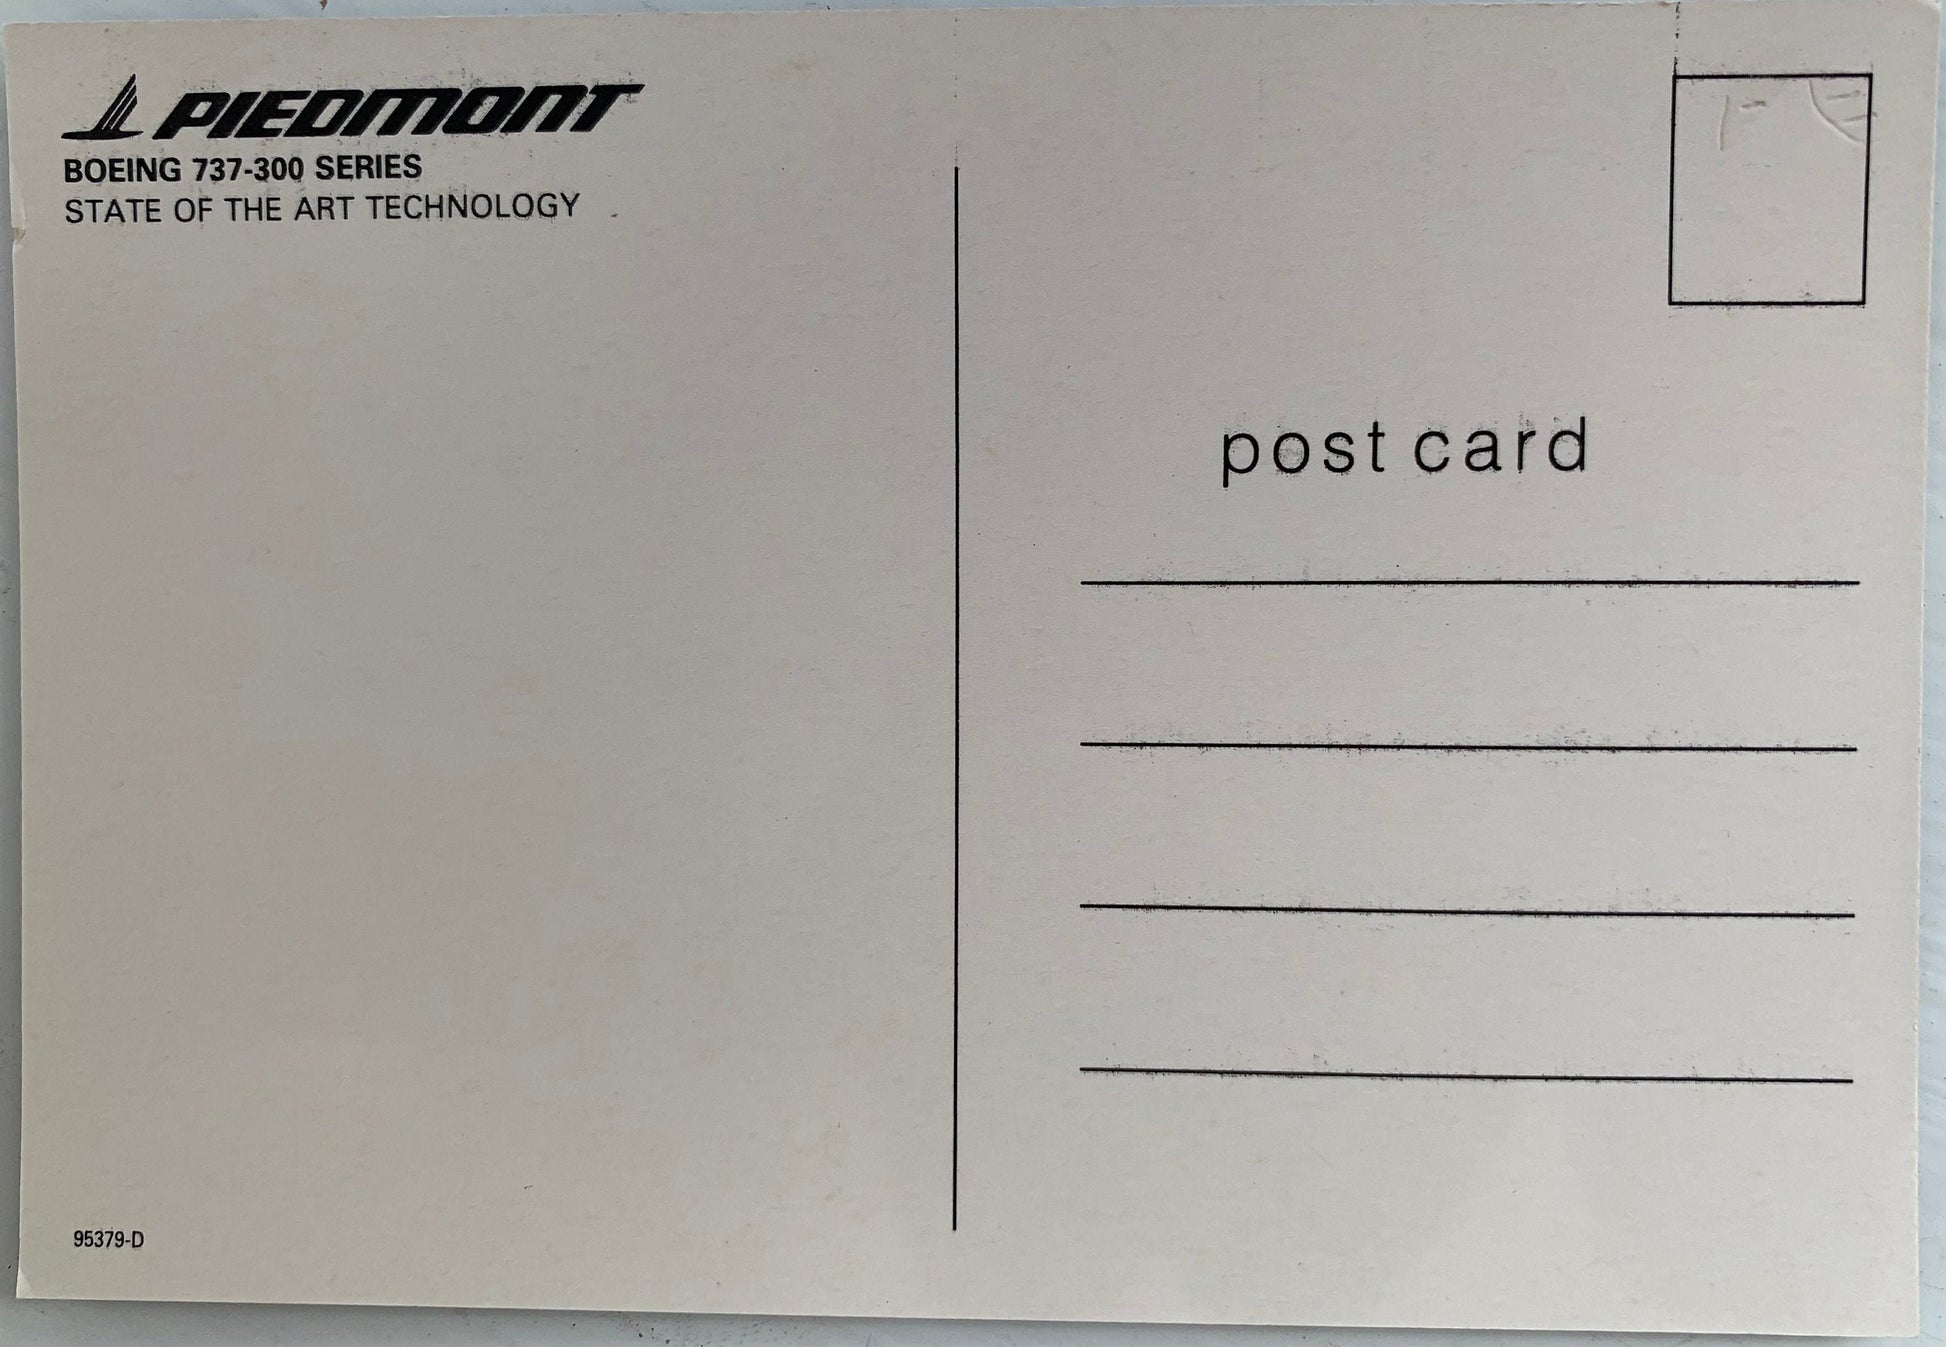 PIEDMONT
BOEING 737-300 SERIES
STATE OF THE ART TECHNOLOGY
post card
95379-D